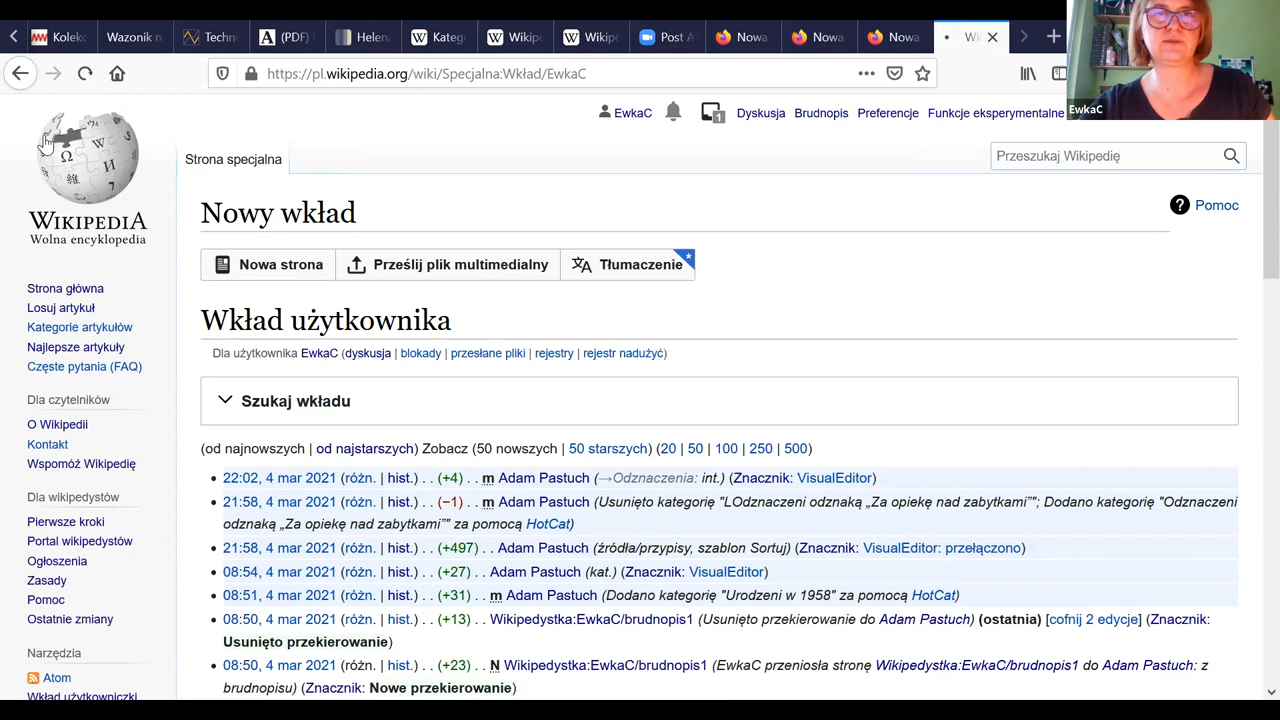 Kolek
Wazonik n
Techn
(PDF)
Helen
Kateg
Wikip
Wikip
Post A
Nowa
Nowa
Nowa
https://pl.wikipedia.org/wiki/Specjalna:Wkład/EwkaC
EwkaC
EwkaC 1 Dyskusja Brudnopis Preferencje Funkcje eksperymentalne
Strona specjalna
Przeszukaj Wikipedię
WIKIPEDIA
Wolna encyklopedia
Strona główna
Losuj artykuł
Kategorie artykułów
Najlepsze artykuły
Częste pytania (FAQ)
Dla czytelników
O Wikipedii
Kontakt
Wspomóż Wikipedię
Dla wikipedystów
Pierwsze kroki
Portal wikipedystów
Ogłoszenia
Zasady
Pomoc
Ostatnie zmiany
Narzędzia
Atom
Wkład użytkowniczki
Nowy wkład
Pomoc
Nowa strona Prześlij plik multimedialny Tłumaczenie
Wkład użytkownika
Dla użytkownika EwkaC (dyskusja | blokady | przesłane pliki | rejestry | rejestr nadużyć)
Szukaj wkładu
(od najnowszych | od najstarszych) Zobacz (50 nowszych | 50 starszych) (20 | 50 | 100 | 250 | 500)
22:02, 4 mar 2021 (różn. | hist.) . . (+4) . . m Adam Pastuch (→Odznaczenia: int.) (Znacznik: VisualEditor)
21:58, 4 mar 2021 (różn. | hist.) . . (−1) . . m Adam Pastuch (Usunięto kategorię "LOdznaczeni odznaką „Za opiekę nad zabytkami”"; Dodano kategorię "Odznaczeni
odznaką „Za opiekę nad zabytkami”" za pomocą HotCat)
21:58, 4 mar 2021 (różn. | hist.) . . (+497) . . Adam Pastuch (źródła/przypisy, szablon Sortuj) (Znacznik: VisualEditor: przełączono)
08:54, 4 mar 2021 (różn. | hist.) . . (+27) . . Adam Pastuch (kat.) (Znacznik: VisualEditor)
08:51, 4 mar 2021 (różn. | hist.) . . (+31) . . m Adam Pastuch (Dodano kategorię "Urodzeni w 1958" za pomocą HotCat)
08:50, 4 mar 2021 (różn. | hist.) . . (+13) . . Wikipedystka:EwkaC/brudnopis1 (Usunięto przekierowanie do Adam Pastuch) (ostatnia) [cofnij 2 edycje] (Znacznik:
Usunięto przekierowanie)
08:50, 4 mar 2021 (różn. | hist.) . . (+23) . . N Wikipedystka:EwkaC/brudnopis1 (EwkaC przeniosła stronę Wikipedystka:EwkaC/brudnopis1 do Adam Pastuch: z
brudnopisu) (Znacznik: Nowe przekierowanie)